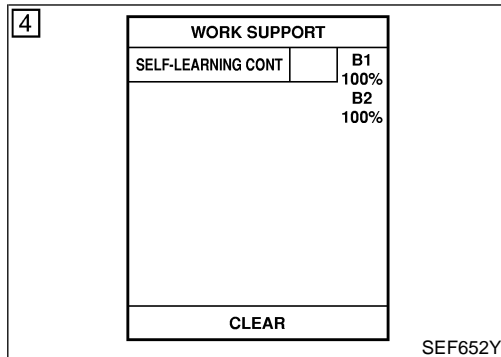 4
WORK SUPPORT
SELF-LEARNING CONT B1
100%
B2
100%
CLEAR
SEF652Y